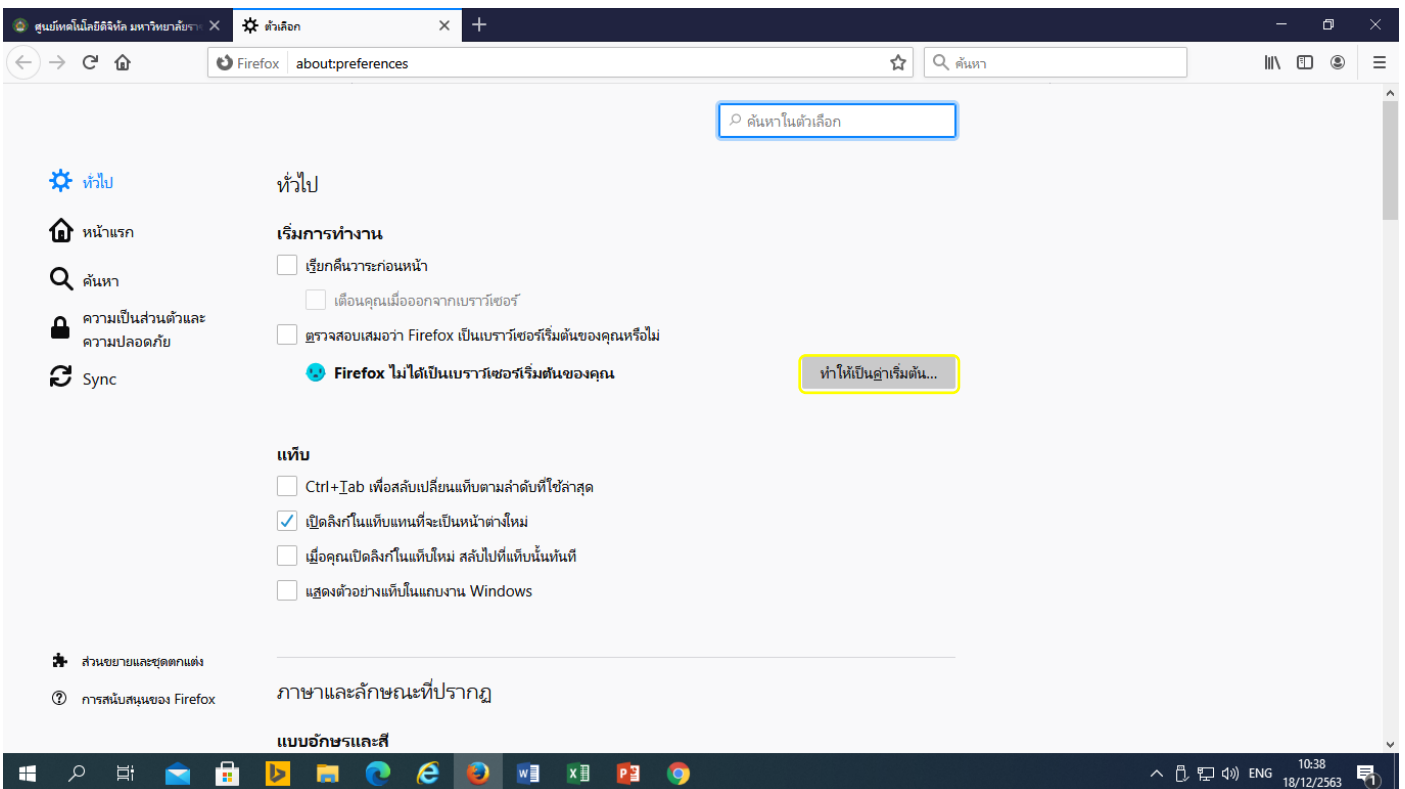 ศูนย์เทคโนโลยีดิจิทัล มหาวิทยาลัยรา
ตัวเลือก
Firefox
about:preferences
ค้นหา
ค้นหาในตัวเลือก
ทั่วไป
หน้าแรก
ค้นหา
ความเป็นส่วนตัวและ
ความปลอดภัย
Sync
ส่วนขยายและชุดตกแต่ง
การสนับสนุนของ Firefox
ทั่วไป
เริ่มการทำงาน
เรียกคืนวาระก่อนหน้า
เตือนคุณเมื่อออกจากเบราว์เซอร์
ตรวจสอบเสมอว่า Firefox เป็นเบราว์เซอร์เริ่มต้นของคุณหรือไม่
Firefox ไม่ได้เป็นเบราว์เซอร์เริ่มต้นของคุณ
ทำให้เป็นค่าเริ่มต้น...
แท็บ
Ctrl+Tab เพื่อสลับเปลี่ยนแท็บตามลำดับที่ใช้ล่าสุด
เปิดลิงก์ในแท็บแทนที่จะเป็นหน้าต่างใหม่
เมื่อคุณเปิดลิงก์ในแท็บใหม่ สลับไปที่แท็บนั้นทันที
แสดงตัวอย่างแท็บในแถบงาน Windows
ภาษาและลักษณะที่ปรากฏ
แบบอักษรและสี
ENG
10:38
18/12/2563